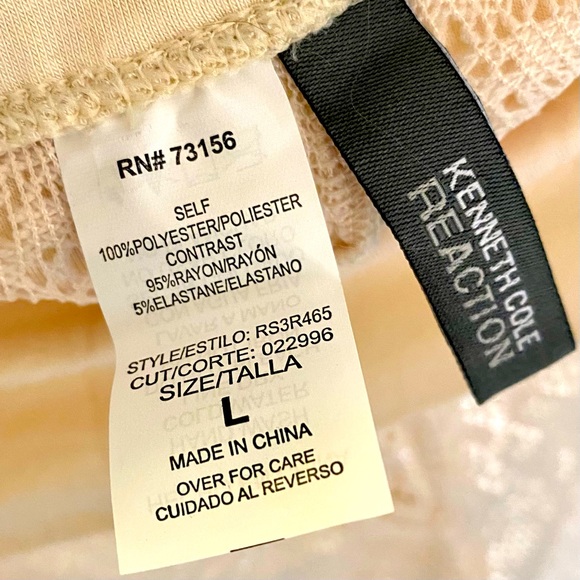 RN# 73156
SELF
100%POLYESTER/POLIESTER
CONTRAST
95%RAYON/RAYÓN
5%ELASTANE/ELASTANO
STYLE/ESTILO: RS3R465
CUT/CORTE: 022996
SIZE/TALLA
L
MADE IN CHINA
OVER FOR CARE
CUIDADO AL REVERSO
KENNETH COLE
REACTION